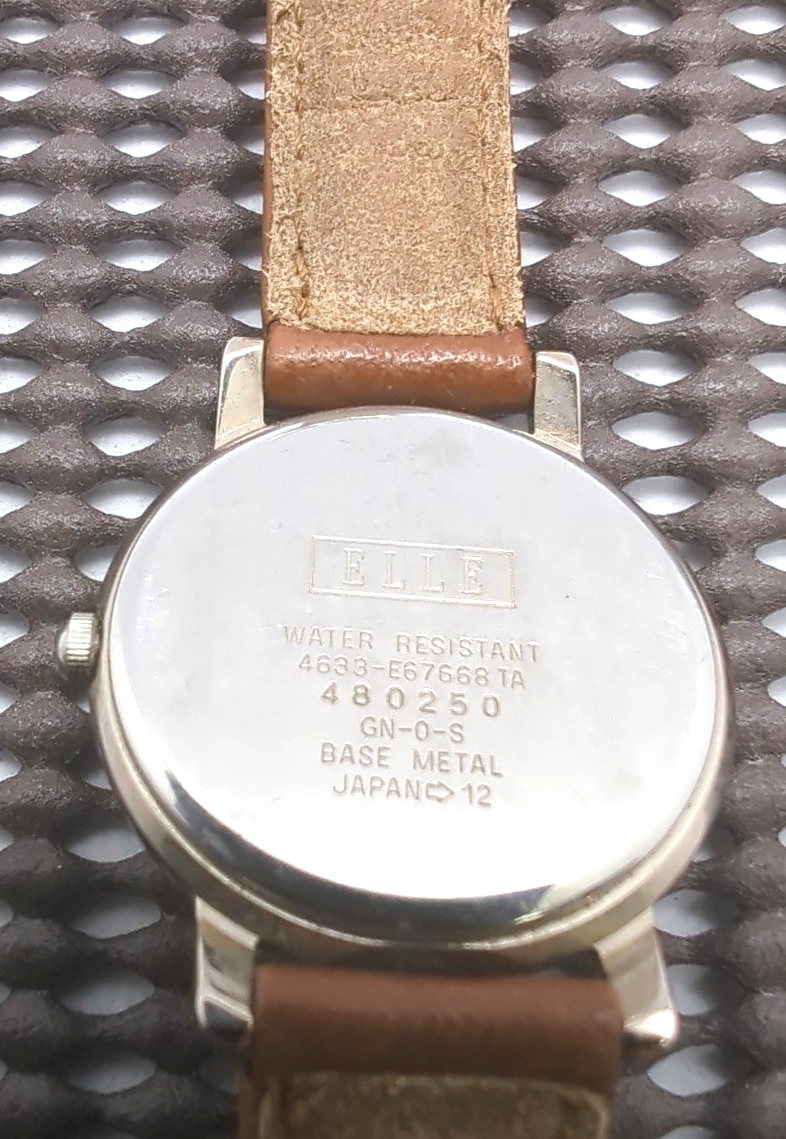 ELLE
WATER RESISTANT
4633-E67668 TA
480250
GN-0-S
BASE METAL
JAPAN⇨12